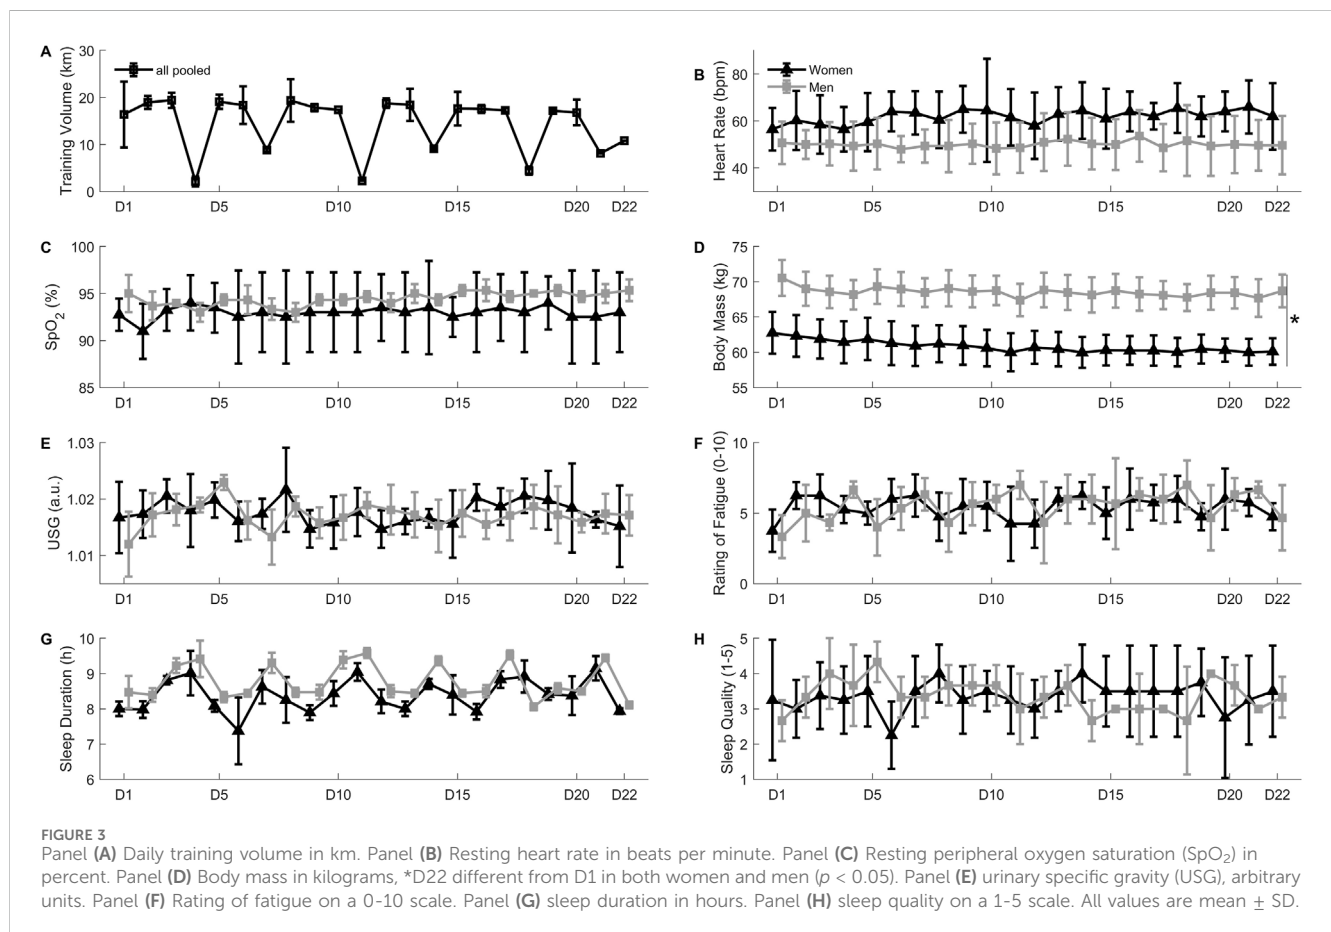 A
Training Volume (km)
30
20
10
0
all pooled
D1
D5
D10
D15
D20
D22
B
Heart Rate (bpm)
80
60
40
Women
Men
D1
D5
D10
D15
D20
D22
C
SpO2 (%)
100
95
90
85
D1
D5
D10
D15
D20
D22
D
Body Mass (kg)
75
70
65
60
55
*
D1
D5
D10
D15
D20
D22
E
USG (a.u.)
1.03
1.02
1.01
D1
D5
D10
D15
D20
D22
F
Rating of Fatigue (0-10)
10
5
0
D1
D5
D10
D15
D20
D22
G
Sleep Duration (h)
10
9
8
7
6
D1
D5
D10
D15
D20
D22
H
Sleep Quality (1-5)
5
4
3
2
1
D1
D5
D10
D15
D20
D22
FIGURE 3
Panel (A) Daily training volume in km. Panel (B) Resting heart rate in beats per minute. Panel (C) Resting peripheral oxygen saturation (SpO2) in
percent. Panel (D) Body mass in kilograms, *D22 different from D1 in both women and men (p < 0.05). Panel (E) urinary specific gravity (USG), arbitrary
units. Panel (F) Rating of fatigue on a 0-10 scale. Panel (G) sleep duration in hours. Panel (H) sleep quality on a 1-5 scale. All values are mean ± SD.